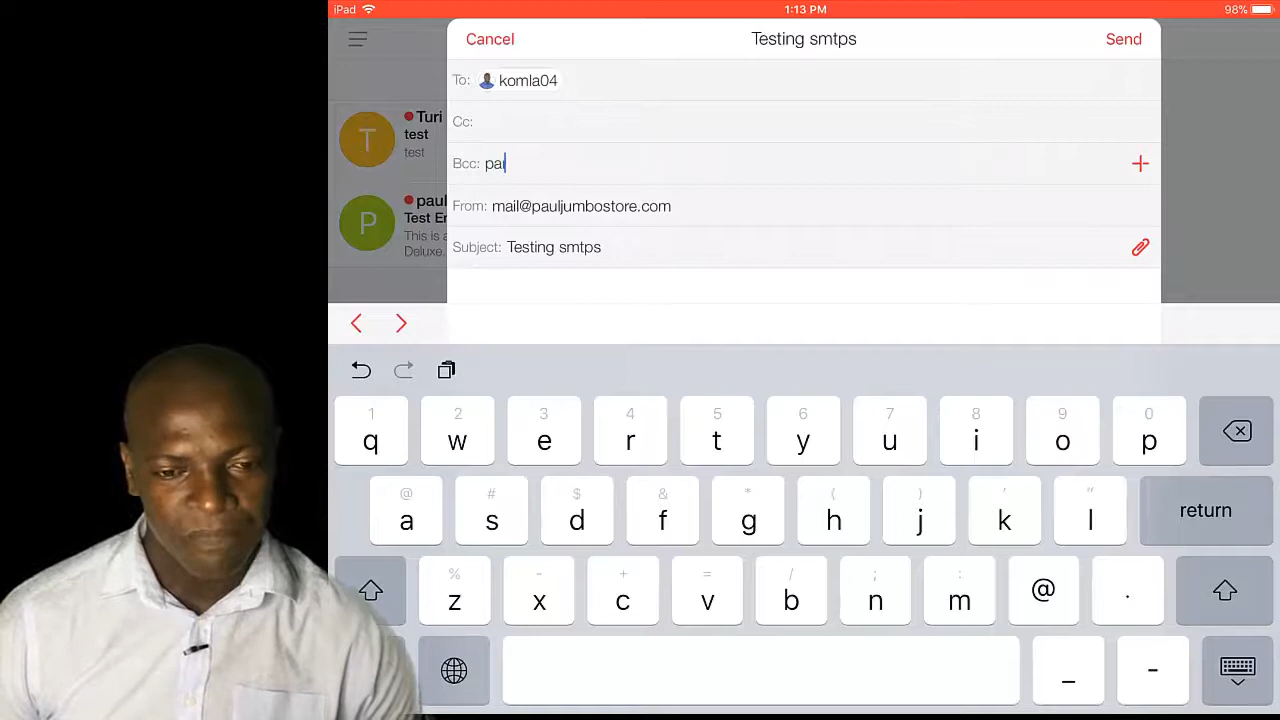 iPad 1:13 PM 98%
Cancel Testing smtps Send
To: komla04
Cc:
Bcc: pa
From: mail@pauljumbostore.com
Subject: Testing smtps
T Turi
test
test
P paul
Test Er
This is a
Deluxe.
1 2 3 4 5 6 7 8 9 0
q w e r t y u i o p
@ # $ & * ( ) ' "
a s d f g h j k l return
% - + = / ; :
z x c v b n m @ .
_ -